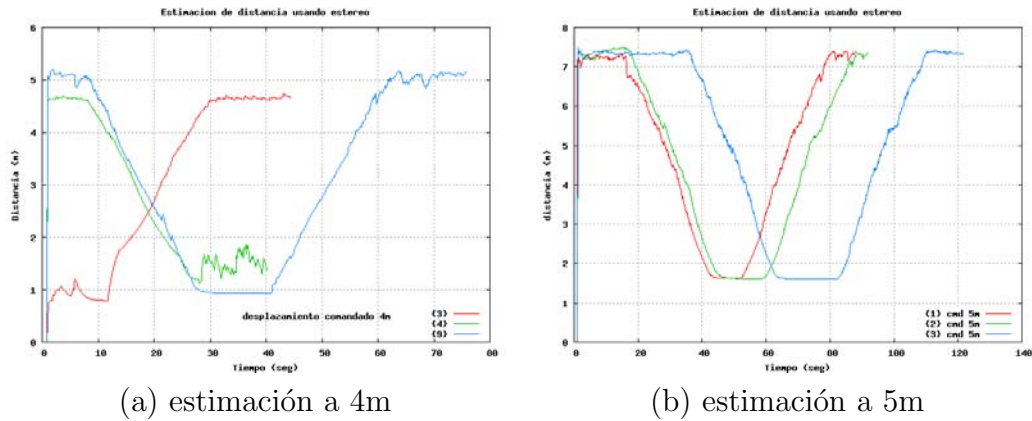 Estimacion de distancia usando estereo
Distancia (m)
6
5
4
3
2
1
0
desplazamiento comandado 4m
(3)
(4)
(9)
0 10 20 30 40 50 60 70 80
Tiempo (seg)
(a) estimación a 4m
Estimacion de distancia usando estereo
distancia (m)
8
7
6
5
4
3
2
1
0
(1) cmd 5m
(2) cmd 5m
(3) cmd 5m
0 20 40 60 80 100 120 140
Tiempo (seg)
(b) estimación a 5m